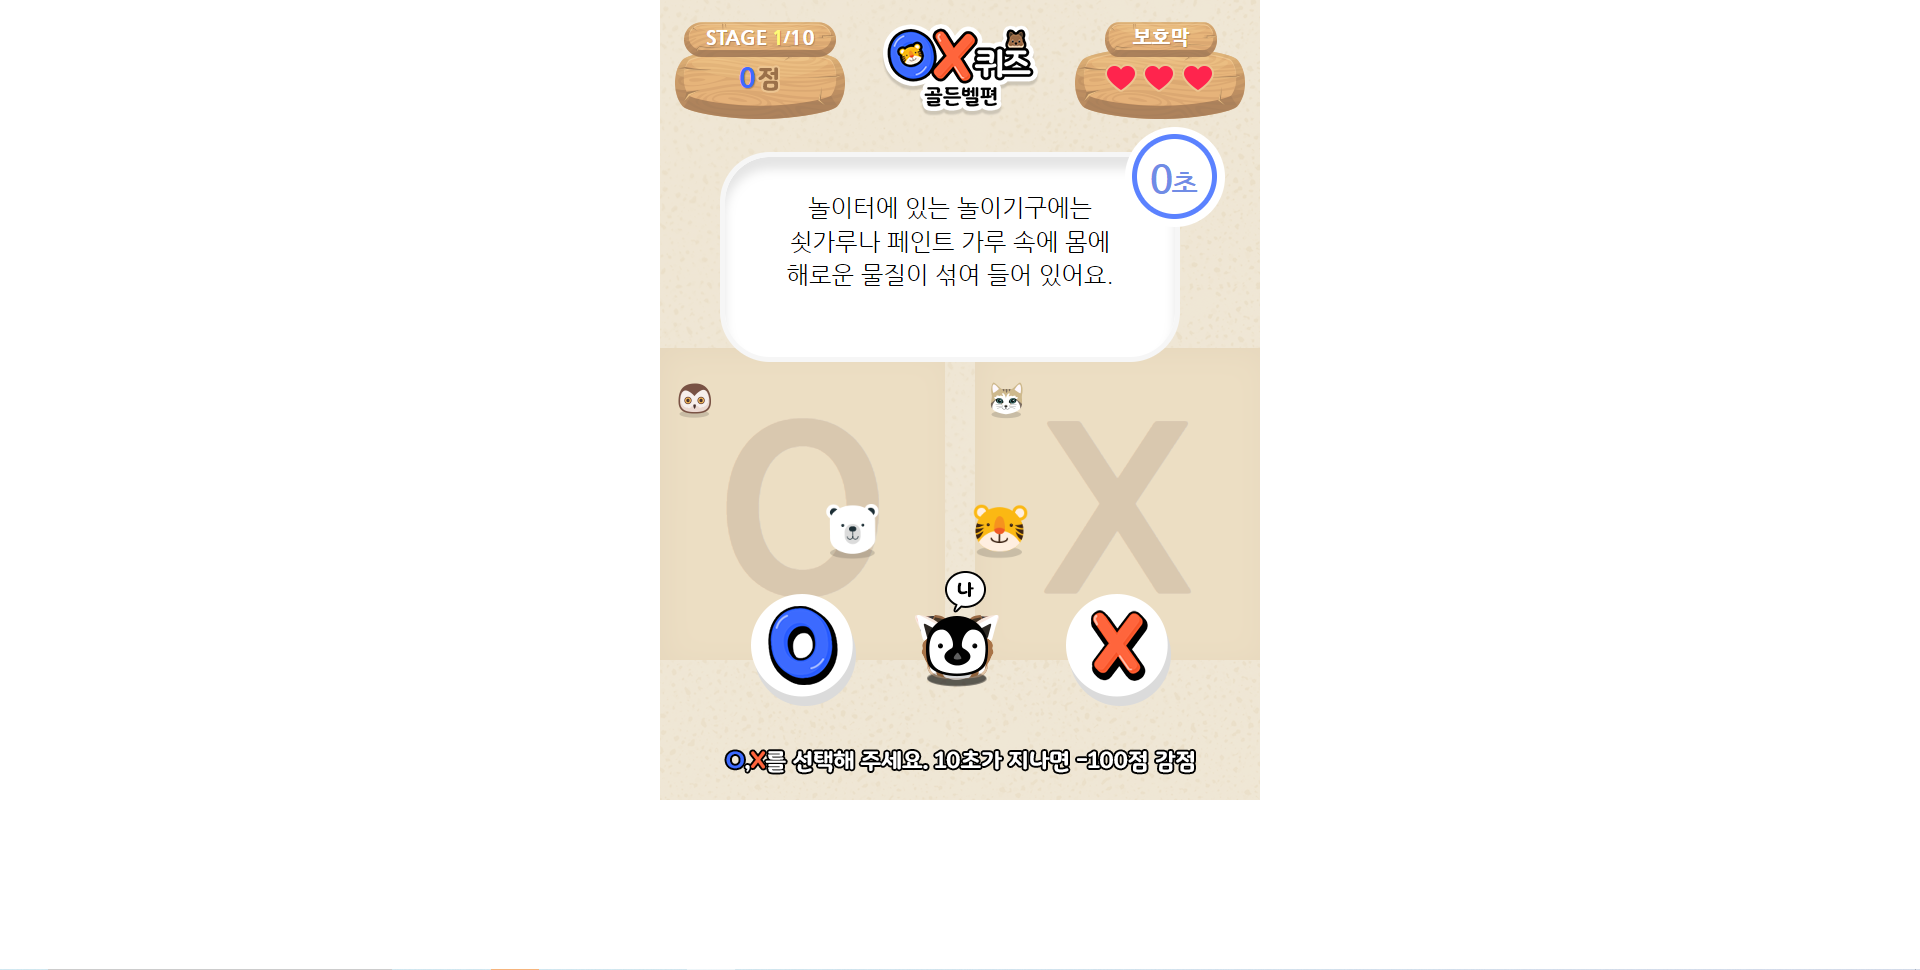 STAGE 1/10
0점
OX퀴즈
골든벨편
보호막
0초
놀이터에 있는 놀이기구에는
쇳가루나 페인트 가루 속에 몸에
해로운 물질이 섞여 들어 있어요.
O X
나
O X
O,X를 선택해 주세요. 10초가 지나면 -100점 감점